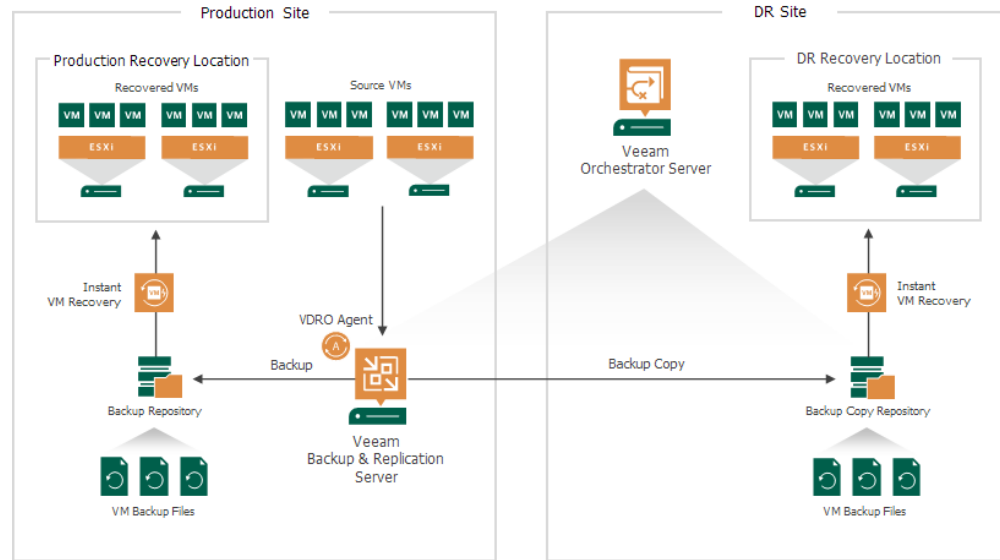 Production Site
DR Site
Production Recovery Location
Recovered VMs
VM VM VM VM VM VM
ESXi ESXi
Source VMs
VM VM VM VM VM VM
ESXi ESXi
Veeam
Orchestrator Server
DR Recovery Location
Recovered VMs
VM VM VM VM VM VM
ESXi ESXi
Instant
VM Recovery
VM
VDRO Agent
A
Backup
Backup Copy
Instant
VM Recovery
VM
Backup Repository
Veeam
Backup & Replication
Server
Backup Copy Repository
VM Backup Files
VM Backup Files